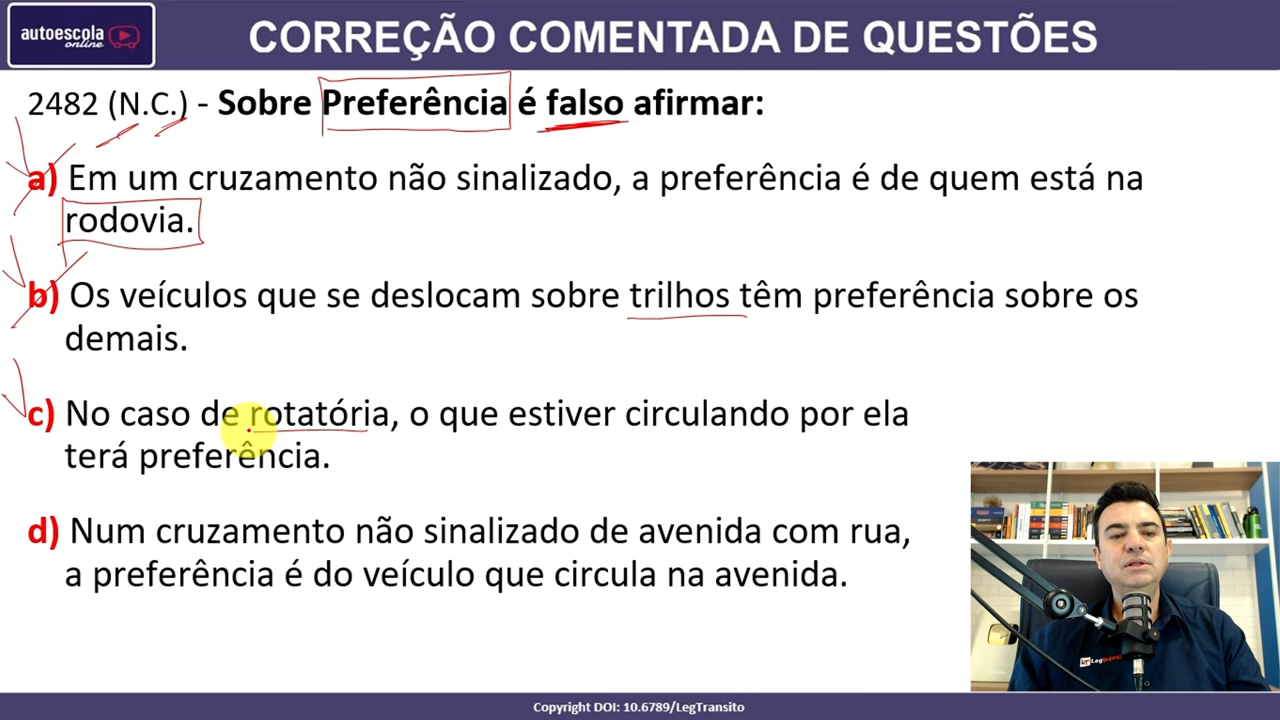 autoescola
online
CORREÇÃO COMENTADA DE QUESTÕES
2482 (N.C.) - Sobre Preferência é falso afirmar:
a) Em um cruzamento não sinalizado, a preferência é de quem está na
rodovia.
b) Os veículos que se deslocam sobre trilhos têm preferência sobre os
demais.
c) No caso de rotatória, o que estiver circulando por ela
terá preferência.
d) Num cruzamento não sinalizado de avenida com rua,
a preferência é do veículo que circula na avenida.
LegTransito
Copyright DOI: 10.6789/LegTransito